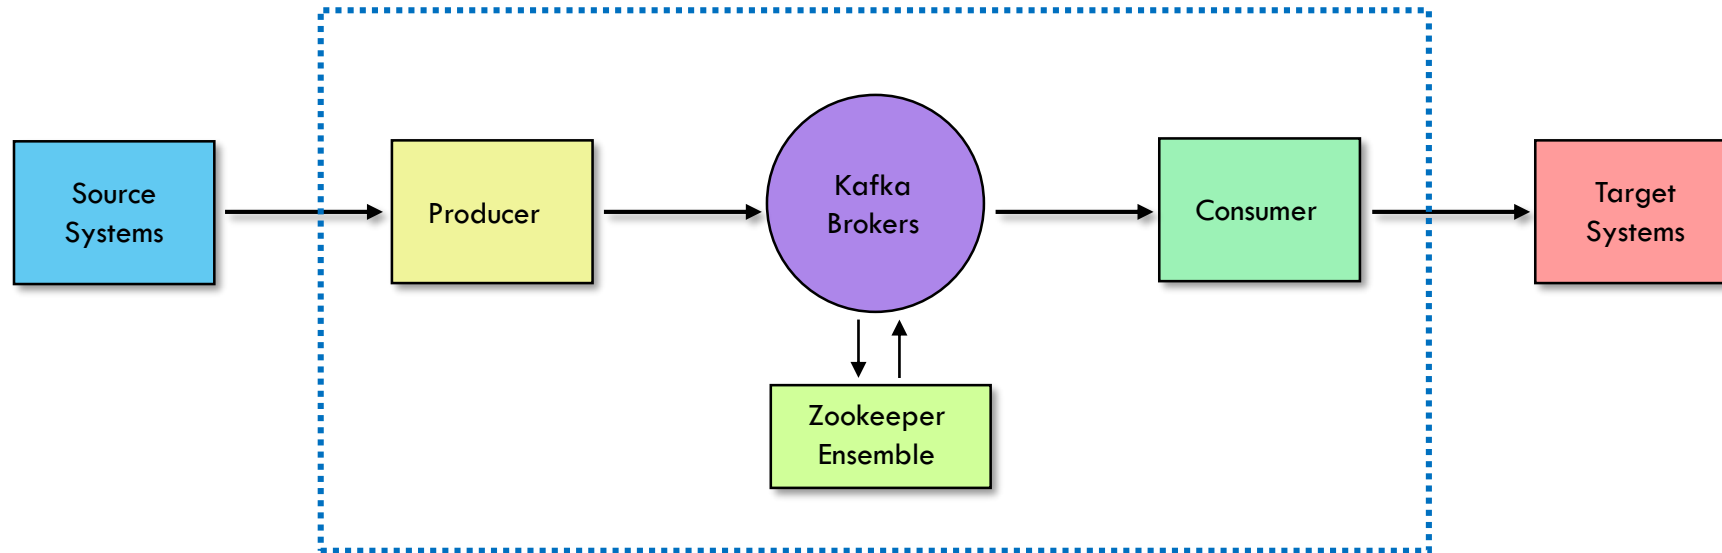 Source
Systems
Producer
Kafka
Brokers
Consumer
Target
Systems
Zookeeper
Ensemble